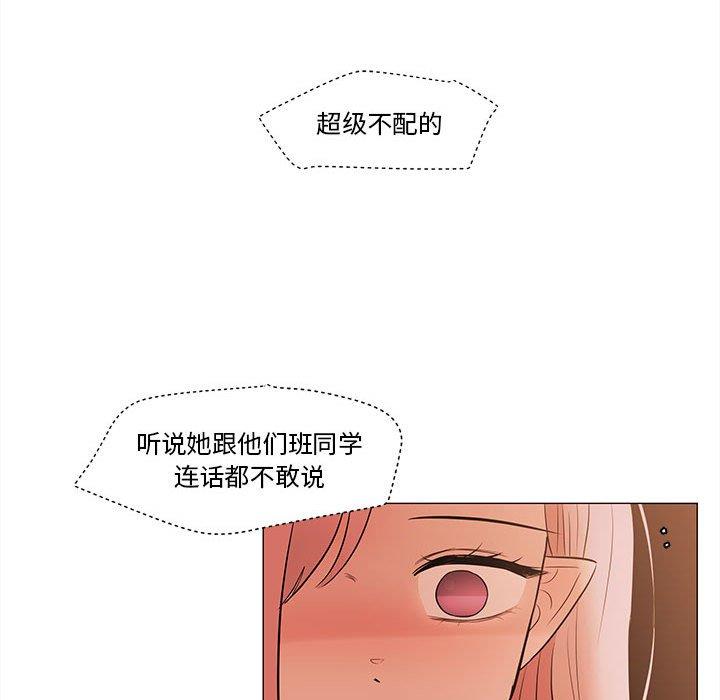 超级不配的
听说她跟他们班同学
连话都不敢说